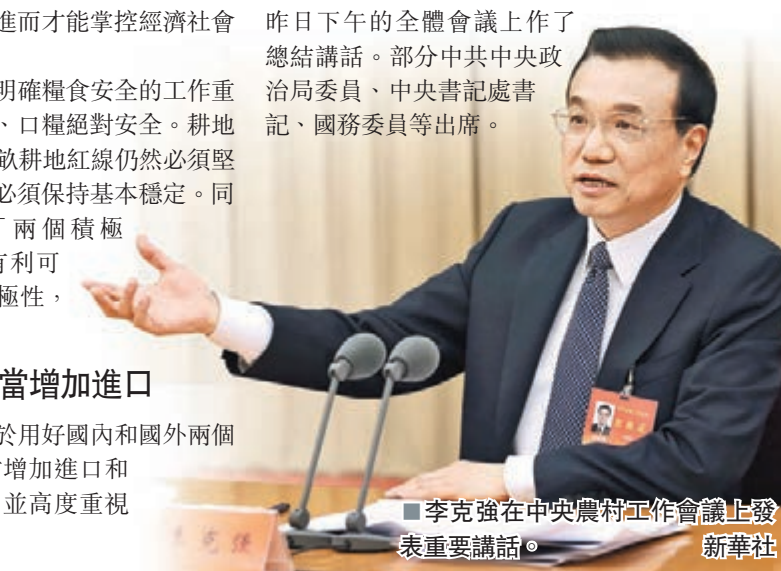 進而才能掌控經濟社會
明確糧食安全的工作重
、口糧絕對安全。耕地
畝耕地紅線仍然必須堅
必須保持基本穩定。同
「兩個積極
有利可
極性，
當增加進口
於用好國內和國外兩個
增加進口和
並高度重視
昨日下午的全體會議上作了
總結講話。部分中共中央政
治局委員、中央書記處書
記、國務委員等出席。
■李克強在中央農村工作會議上發
表重要講話。 新華社